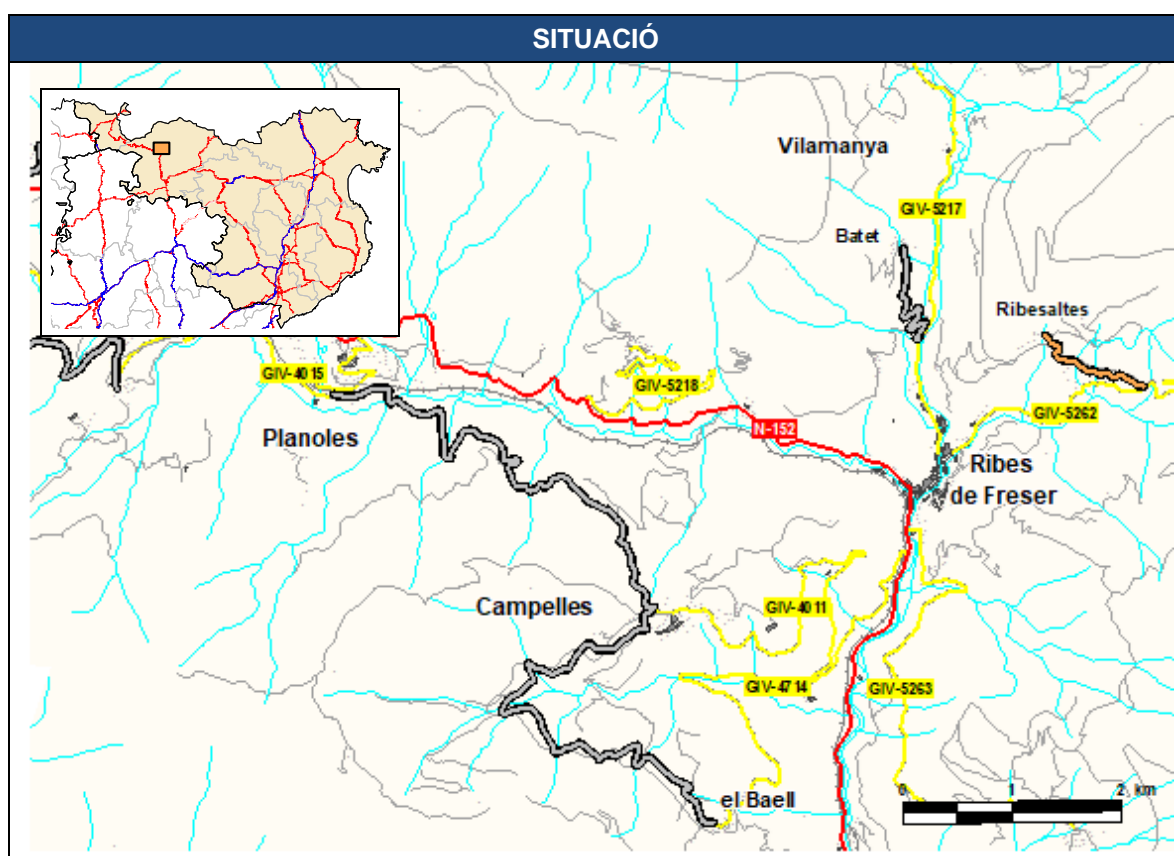 SITUACIÓ
Vilamanya
GIV-5217
Batet
Ribesaltes
GIV-4015
GIV-5218
GIV-5262
Planoles
N-152
Ribes
de Freser
Campelles
GIV-4011
GIV-4714
GIV-5263
el Baell
0 1 2 km